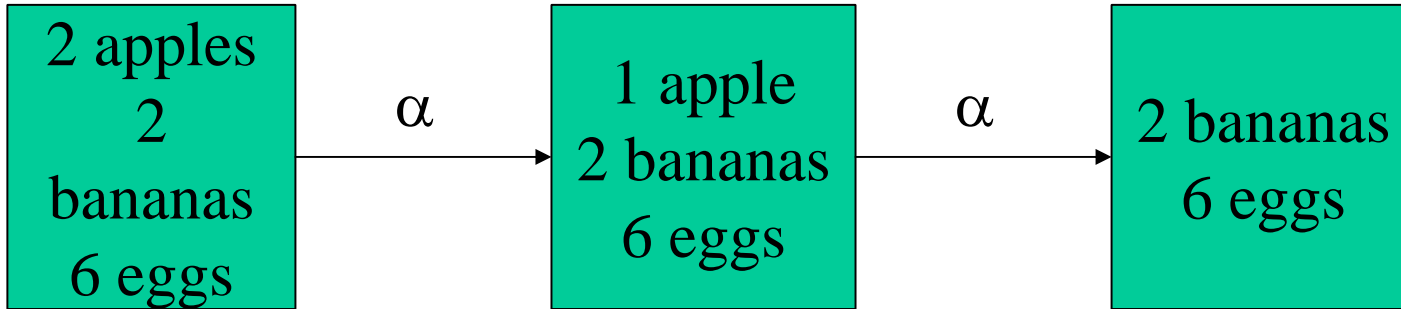 2 apples
2
bananas
6 eggs
α
1 apple
2 bananas
6 eggs
α
2 bananas
6 eggs